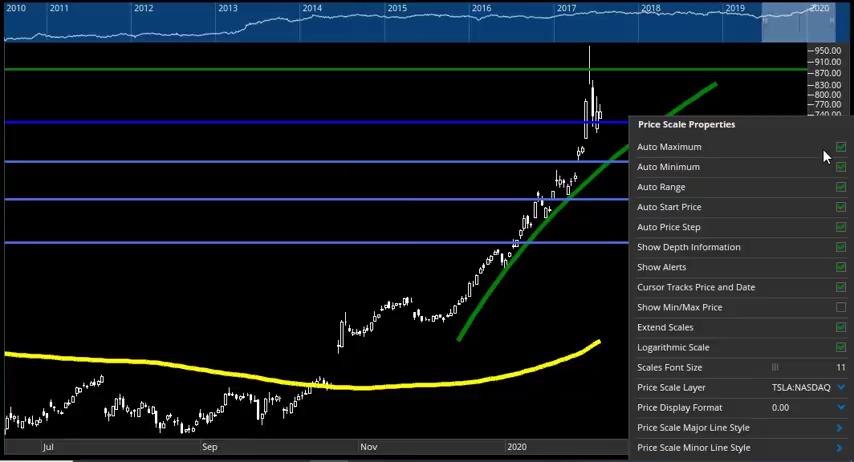 2010 2011 2012 2013 2014 2015 2016 2017 2018 2019 2020
950.00
910.00
870.00
830.00
800.00
770.00
740.00
Price Scale Properties
Auto Maximum
Auto Minimum
Auto Range
Auto Start Price
Auto Price Step
Show Depth Information
Show Alerts
Cursor Tracks Price and Date
Show Min/Max Price
Extend Scales
Logarithmic Scale
Scales Font Size 11
Price Scale Layer TSLA:NASDAQ
Price Display Format 0.00
Price Scale Major Line Style
Price Scale Minor Line Style
Jul Sep Nov 2020